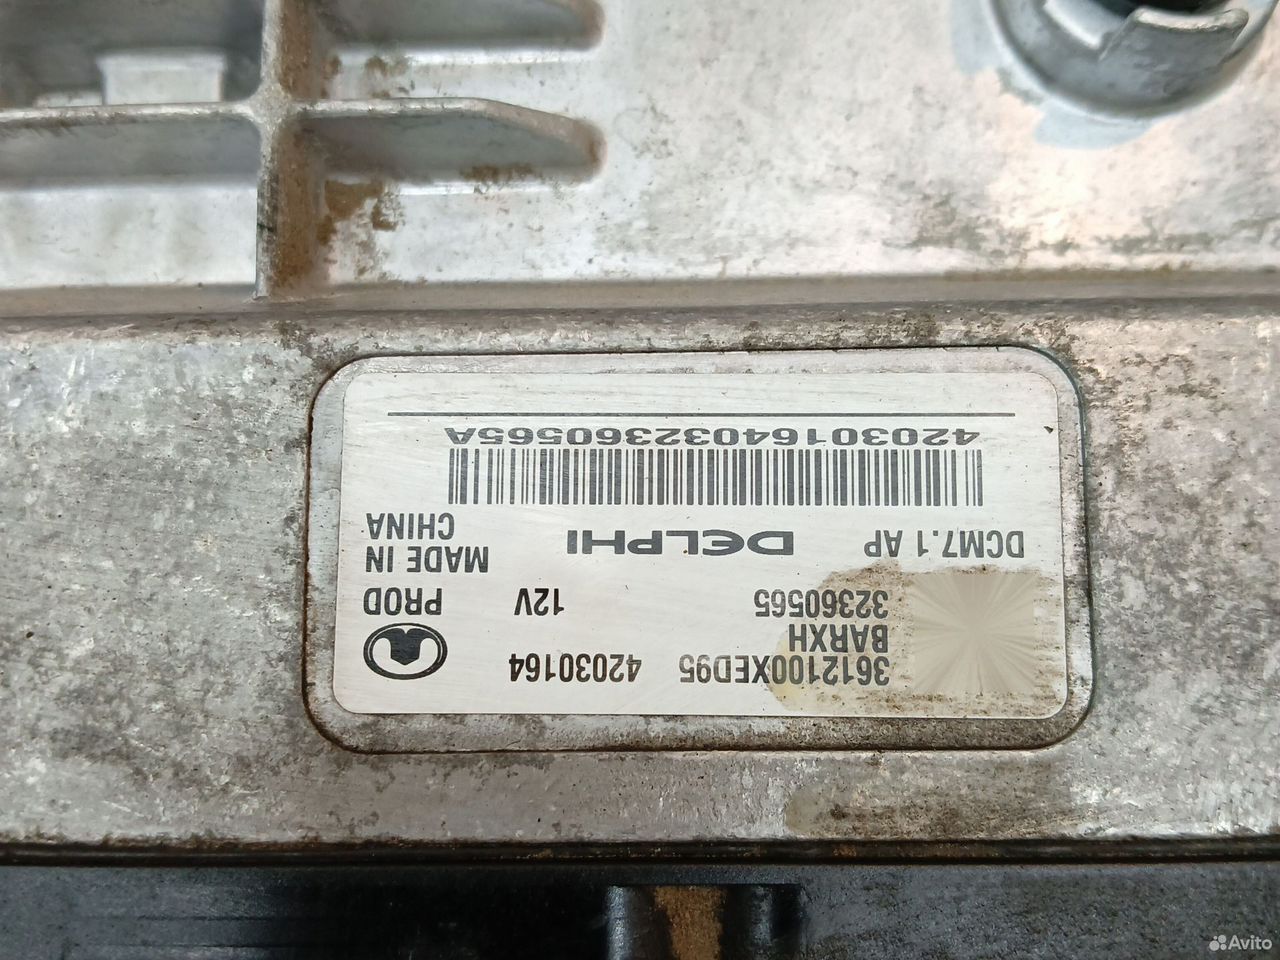 3612100XED95 42030164
BARXH
32360565 12V PROD
DCM7.1 AP DELPHI MADE IN
CHINA
42030164032360565A
Avito